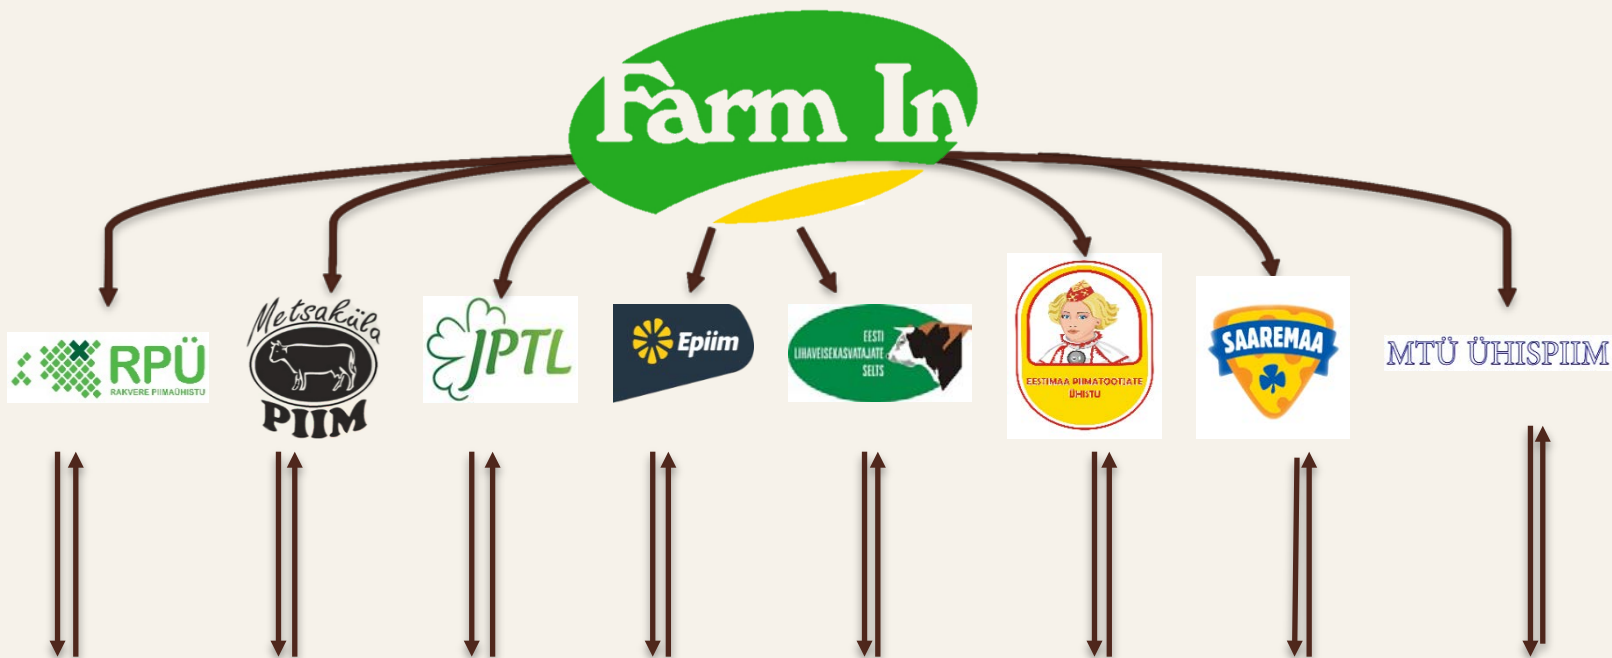 Farm In
RPÜ
RAKVERE PIIMAÜHISTU
Metsaküla
PIIM
JPTL
Epiim
EESTI
LIHAVEISEKASVATAJATE
SELTS
EESTIMAA PIIMATOOTJATE
ÜHISTU
SAAREMAA
MTÜ ÜHISPIIM